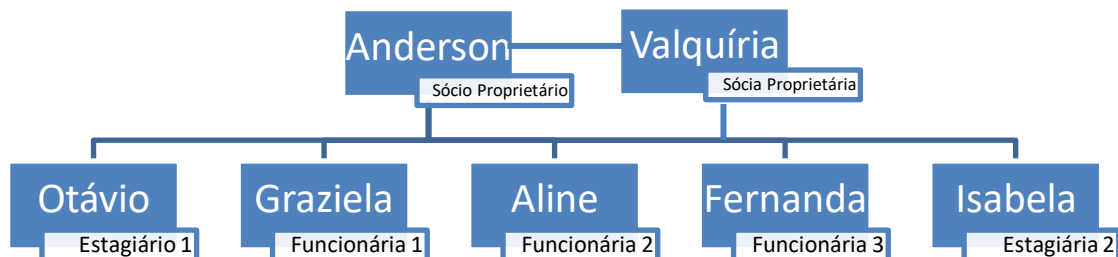 Anderson
Sócio Proprietário
Valquíria
Sócia Proprietária
Otávio
Estagiário 1
Graziela
Funcionária 1
Aline
Funcionária 2
Fernanda
Funcionária 3
Isabela
Estagiária 2